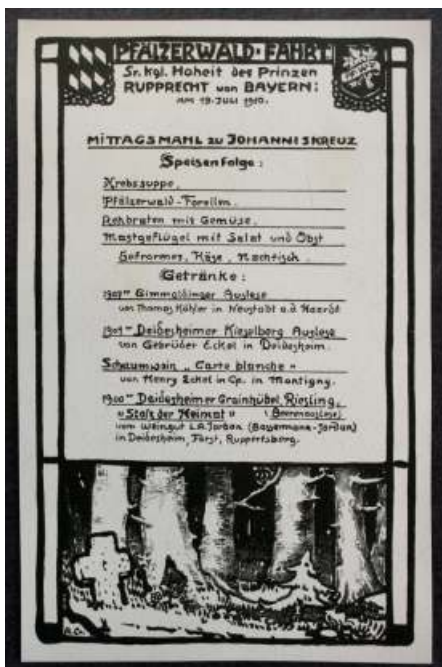 PFÄLZERWALD-FAHRT
Sr. Kgl. Hoheit des Prinzen
RUPPRECHT von BAYERN:
AM 19. JULI 1910.
MITTAGSMAHL zu JOHANNISKREUZ
Speisenfolge:
Krebssuppe.
Pfälzerwald-Forellen.
Rehbraten mit Gemüse.
Mastgeflügel mit Salat und Obst
Gefrornes, Käse, Nachtisch.
Getränke:
Gimmeldinger Auslese
von Thomas Köhler in Neustadt a.d. Haardt
Deidesheimer Kieselberg Auslese
von Gebrüder Eckel in Deidesheim.
Schaumwein „Carte blanche"
von Henry Eckel in Cp. in Montigny.
1900er Deidesheimer Grainhübel, Riesling,
"Stolz der Heimat" (Beerenauslese)
vom Weingut L.A. Jordan (Bassermann-Jordan)
in Deidesheim, Forst, Ruppertsberg.